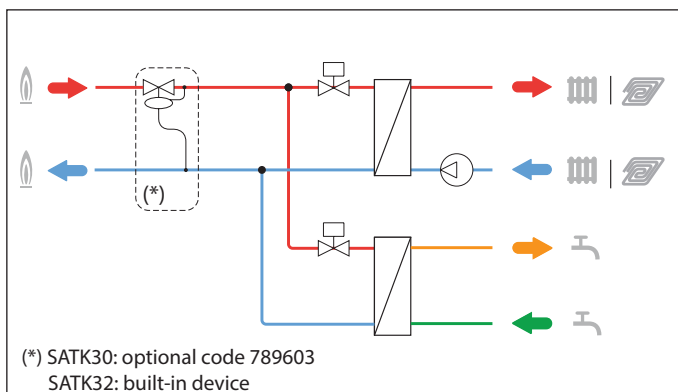 (*)
(*) SATK30: optional code 789603
SATK32: built-in device